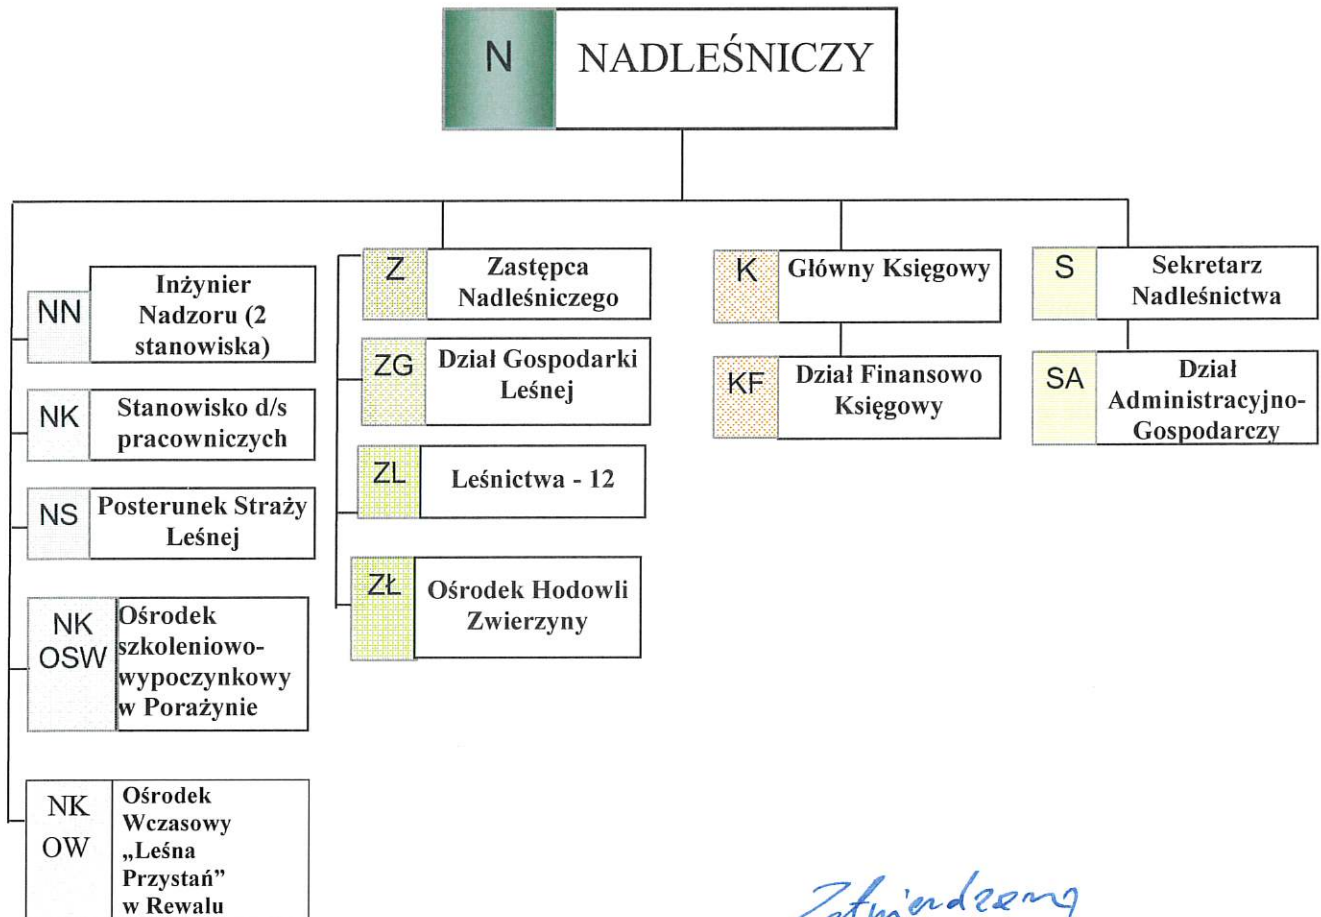 N NADLEŚNICZY
NN
Inżynier
Nadzoru (2
stanowiska)
NK
Stanowisko d/s
pracowniczych
NS
Posterunek Straży
Leśnej
NK
OSW
Ośrodek
szkoleniowo-
wypoczynkowy
w Porażynie
NK
OW
Ośrodek
Wczasowy
„Leśna
Przystań”
w Rewalu
Z
Zastępca
Nadleśniczego
ZG
Dział Gospodarki
Leśnej
ZL
Leśnictwa - 12
ZŁ
Ośrodek Hodowli
Zwierzyny
K
Główny Księgowy
KF
Dział Finansowo
Księgowy
S
Sekretarz
Nadleśnictwa
SA
Dział
Administracyjno-
Gospodarczy